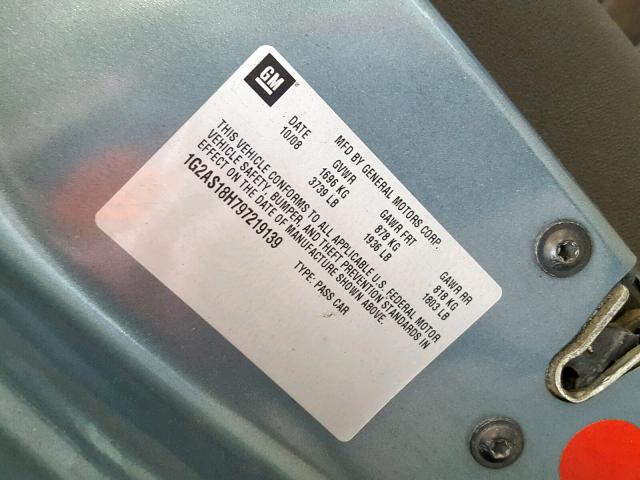 GM
MFD BY GENERAL MOTORS CORP.
DATE GVWR GAWR FRT GAWR RR
10/08 1696 KG 878 KG 818 KG
3739 LB 1936 LB 1803 LB
THIS VEHICLE CONFORMS TO ALL APPLICABLE U.S. FEDERAL MOTOR
VEHICLE SAFETY, BUMPER, AND THEFT PREVENTION STANDARDS IN
EFFECT ON THE DATE OF MANUFACTURE SHOWN ABOVE.
1G2AS18H797219139 TYPE: PASS CAR